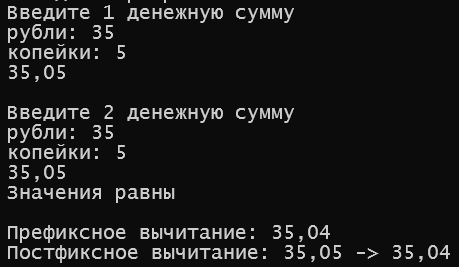 Введите 1 денежную сумму
рубли: 35
копейки: 5
35,05
Введите 2 денежную сумму
рубли: 35
копейки: 5
35,05
Значения равны
Префиксное вычитание: 35,04
Постфиксное вычитание: 35,05 -> 35,04